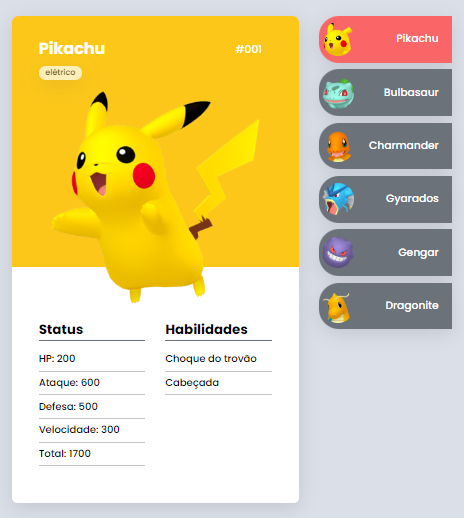 Pikachu
#001
elétrico
Status
HP: 200
Ataque: 600
Defesa: 500
Velocidade: 300
Total: 1700
Habilidades
Choque do trovão
Cabeçada
Pikachu
Bulbasaur
Charmander
Gyarados
Gengar
Dragonite